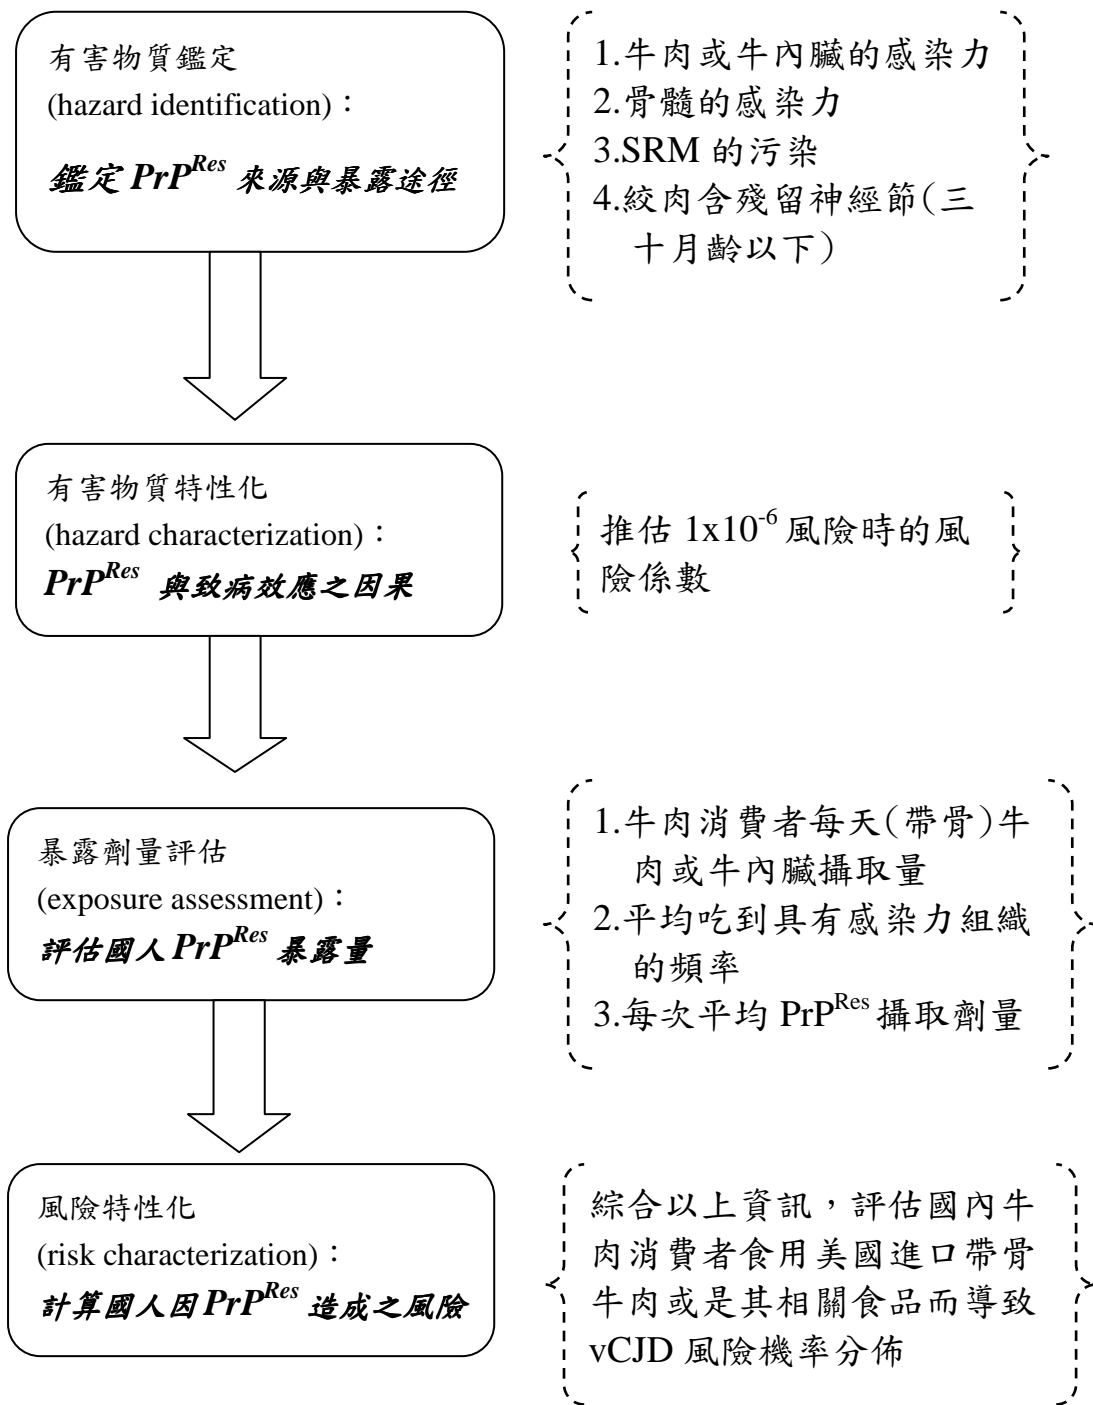 有害物質鑑定
(hazard identification)：
鑑定 PrP^Res 來源與暴露途徑
1.牛肉或牛內臟的感染力
2.骨髓的感染力
3.SRM 的污染
4.絞肉含殘留神經節(三
十月齡以下)
有害物質特性化
(hazard characterization)：
PrP^Res 與致病效應之因果
推估 1x10^-6 風險時的風
險係數
暴露劑量評估
(exposure assessment)：
評估國人 PrP^Res 暴露量
1.牛肉消費者每天(帶骨)牛
肉或牛內臟攝取量
2.平均吃到具有感染力組織
的頻率
3.每次平均 PrP^Res 攝取劑量
風險特性化
(risk characterization)：
計算國人因 PrP^Res 造成之風險
綜合以上資訊，評估國內牛
肉消費者食用美國進口帶骨
牛肉或是其相關食品而導致
vCJD 風險機率分佈